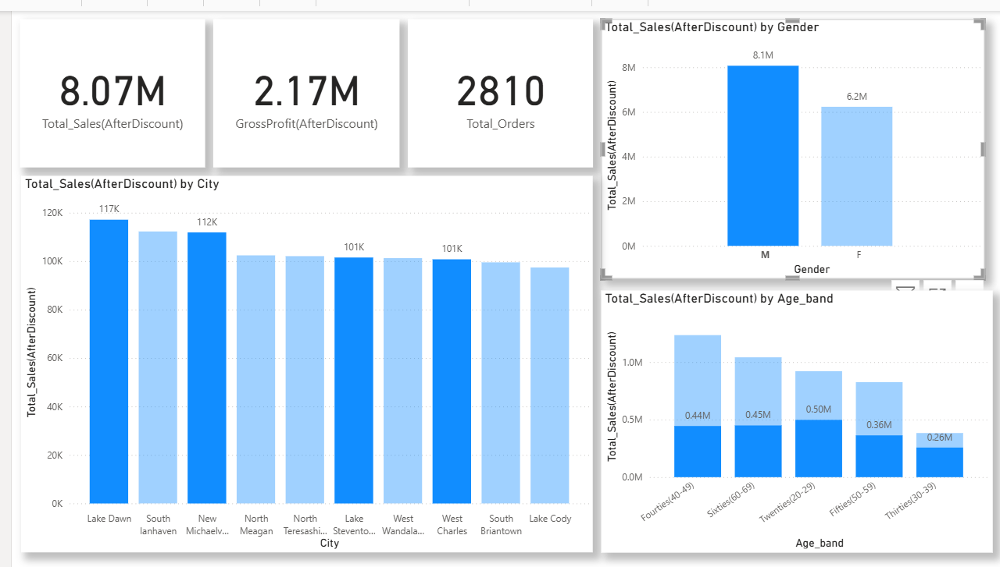 8.07M
Total_Sales(AfterDiscount)
2.17M
GrossProfit(AfterDiscount)
2810
Total_Orders
Total_Sales(AfterDiscount) by Gender
Total_Sales(AfterDiscount)
8M
6M
4M
2M
0M
8.1M
6.2M
M
F
Gender
Total_Sales(AfterDiscount) by City
Total_Sales(AfterDiscount)
120K
100K
80K
60K
40K
20K
0K
117K
112K
101K
101K
Lake Dawn
South
Ianhaven
New
Michaelv...
North
Meagan
North
Teresashi...
Lake
Stevento...
West
Wandala...
West
Charles
South
Briantown
Lake Cody
City
Total_Sales(AfterDiscount) by Age_band
Total_Sales(AfterDiscount)
1.0M
0.5M
0.0M
0.44M
0.45M
0.50M
0.36M
0.26M
Fourties(40-49)
Sixties(60-69)
Twenties(20-29)
Fifties(50-59)
Thirties(30-39)
Age_band